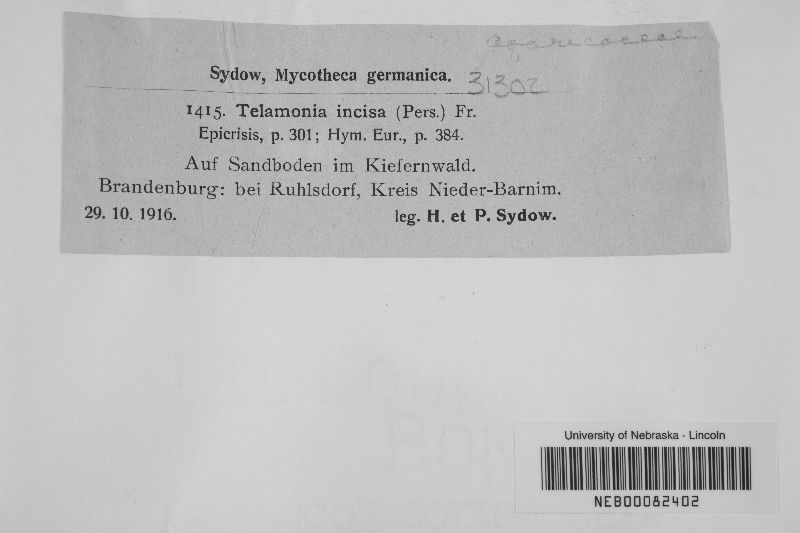 Agaricaceae
Sydow, Mycotheca germanica. 31302
1415. Telamonia incisa (Pers.) Fr.
Epicrisis, p. 301; Hym. Eur., p. 384.
Auf Sandboden im Kiefernwald.
Brandenburg: bei Ruhlsdorf, Kreis Nieder-Barnim.
29. 10. 1916. leg. H. et P. Sydow.
University of Nebraska - Lincoln
NEB00082402